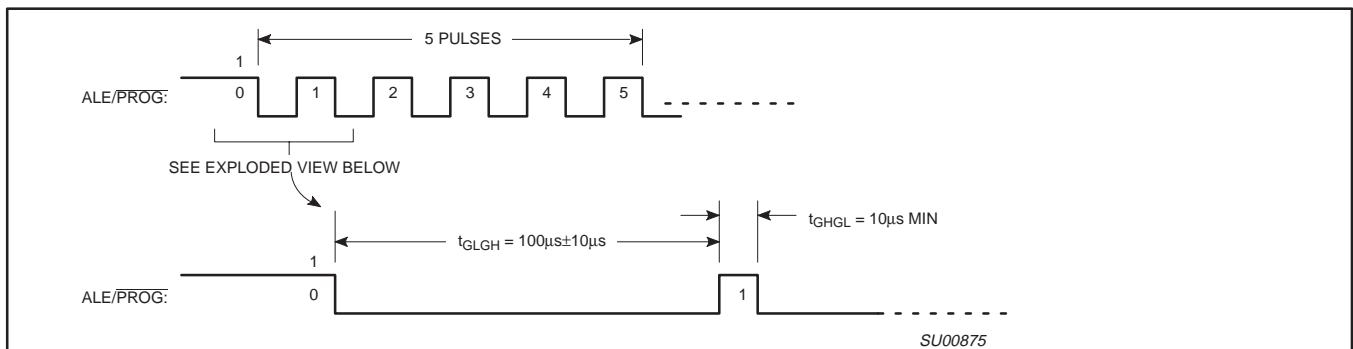 5 PULSES
1
ALE/PROG: 0 1 2 3 4 5
SEE EXPLODED VIEW BELOW
tGHGL = 10µs MIN
tGLGH = 100µs±10µs
1
ALE/PROG: 0 1
SU00875